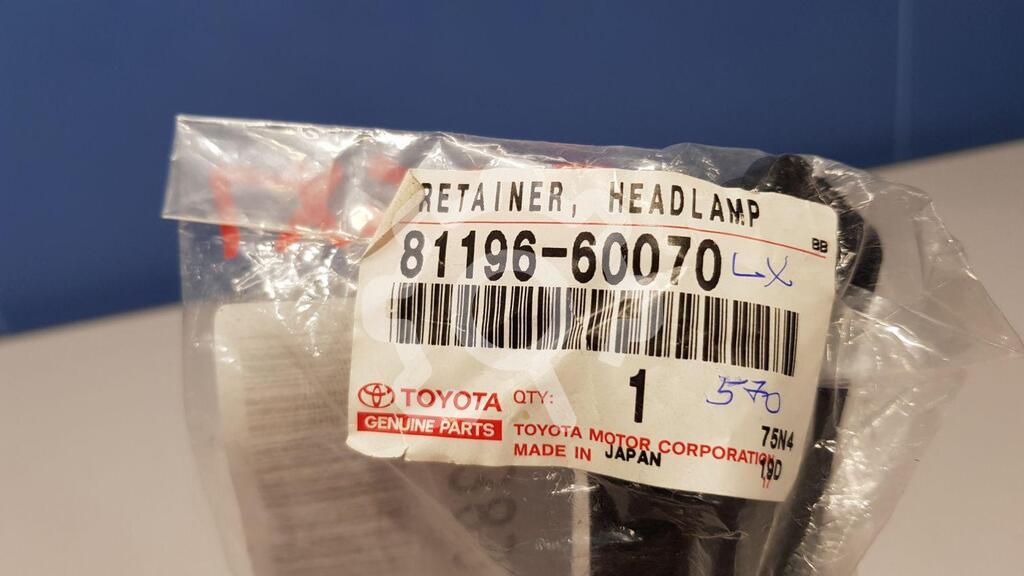 RETAINER, HEADLAMP
BB
81196-60070 LX
QTY: 1
570
TOYOTA
GENUINE PARTS
75N4
TOYOTA MOTOR CORPORATION
MADE IN JAPAN
19D